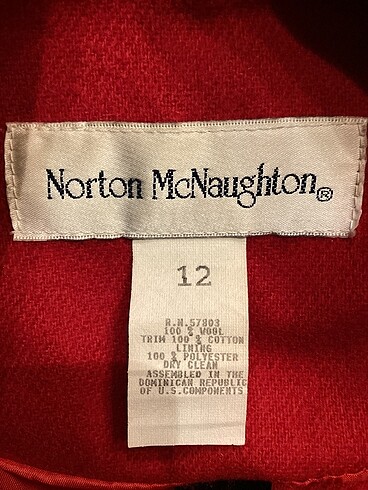 Norton McNaughton®
12
R.N.57803
100 % WOOL
TRIM 100 % COTTON
LINING
100 % POLYESTER
DRY CLEAN
ASSEMBLED IN THE
DOMINICAN REPUBLIC
OF U.S.COMPONENTS